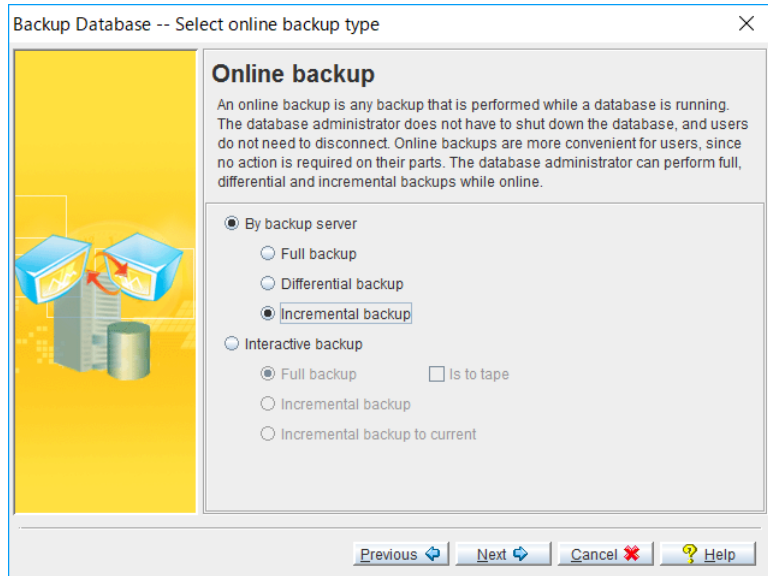 Backup Database -- Select online backup type
Online backup
An online backup is any backup that is performed while a database is running.
The database administrator does not have to shut down the database, and users
do not need to disconnect. Online backups are more convenient for users, since
no action is required on their parts. The database administrator can perform full,
differential and incremental backups while online.
By backup server
Full backup
Differential backup
Incremental backup
Interactive backup
Full backup Is to tape
Incremental backup
Incremental backup to current
Previous Next Cancel Help